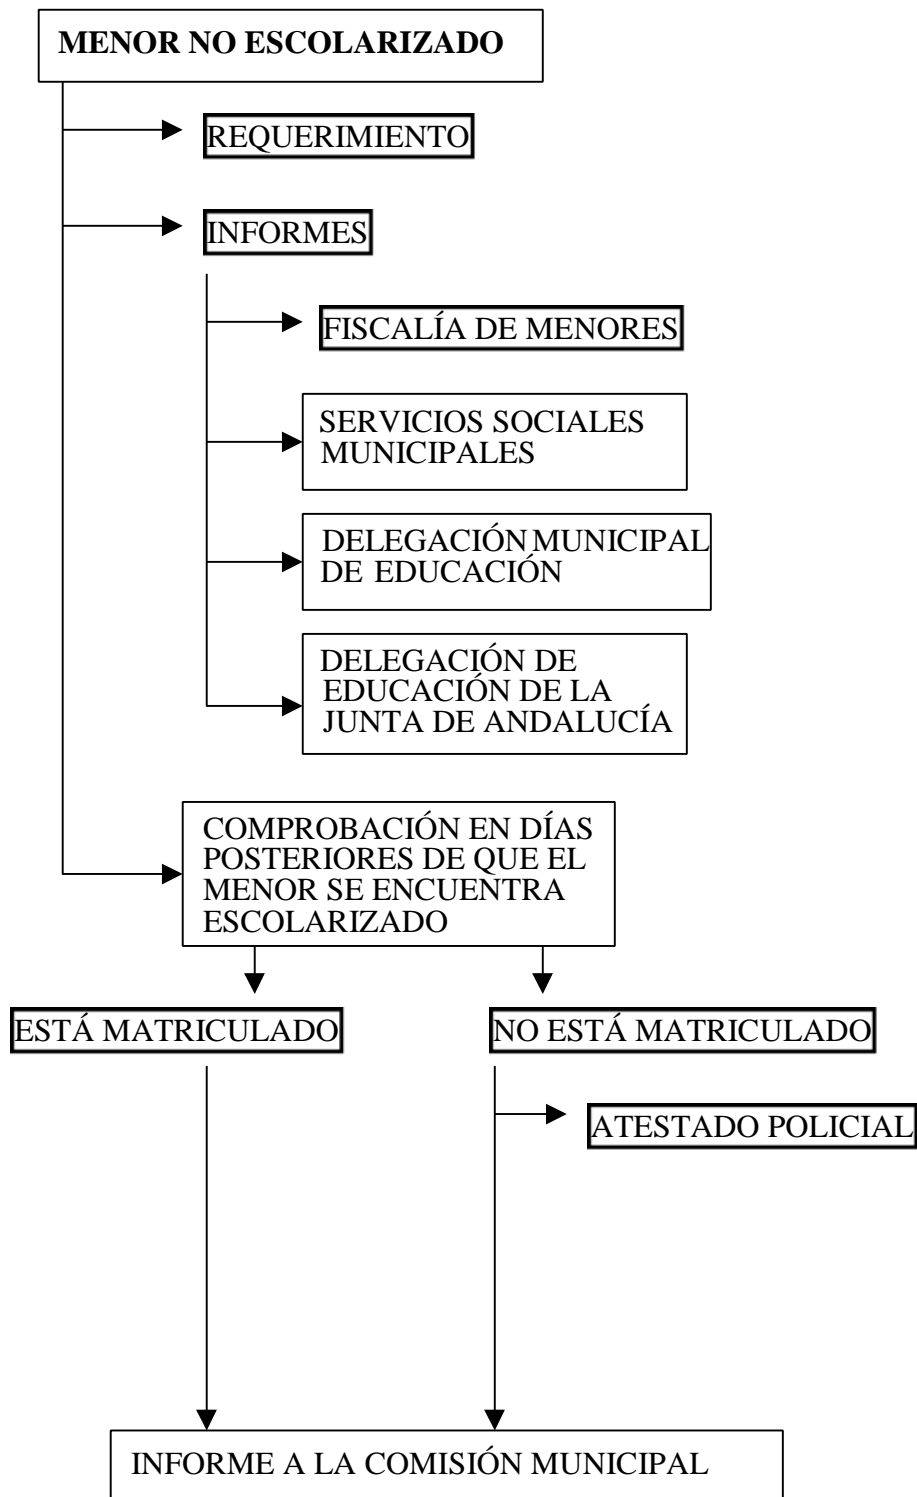 MENOR NO ESCOLARIZADO
REQUERIMIENTO
INFORMES
FISCALÍA DE MENORES
SERVICIOS SOCIALES
MUNICIPALES
DELEGACIÓN MUNICIPAL
DE EDUCACIÓN
DELEGACIÓN DE
EDUCACIÓN DE LA
JUNTA DE ANDALUCÍA
COMPROBACIÓN EN DÍAS
POSTERIORES DE QUE EL
MENOR SE ENCUENTRA
ESCOLARIZADO
ESTÁ MATRICULADO
NO ESTÁ MATRICULADO
ATESTADO POLICIAL
INFORME A LA COMISIÓN MUNICIPAL